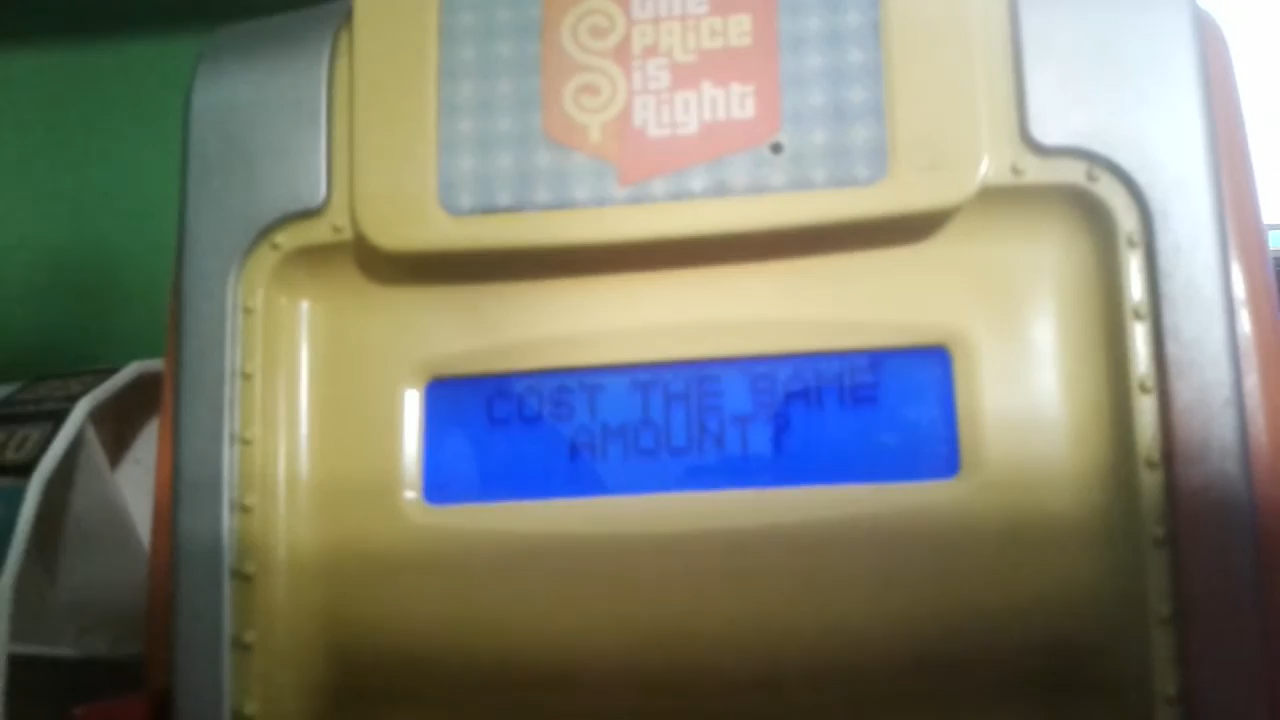 the
PRice
is
Right
COST THE SAME
AMOUNT?